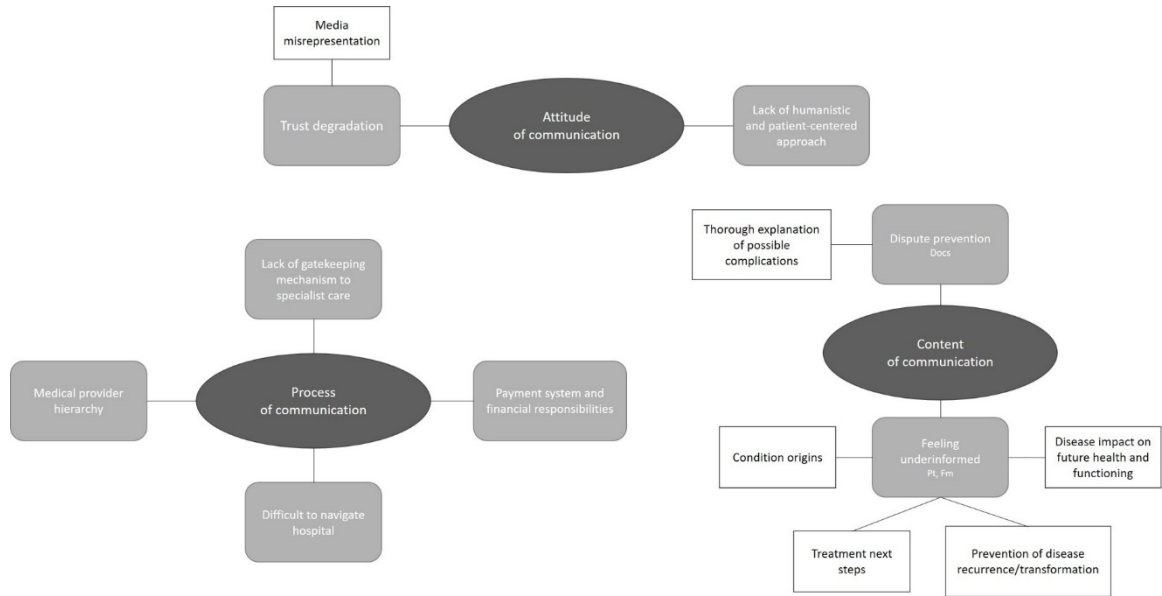 Media
misrepresentation
Trust degradation
Attitude
of communication
Lack of humanistic
and patient-centered
approach
Lack of gatekeeping
mechanism to
specialist care
Medical provider
hierarchy
Process
of communication
Payment system and
financial responsibilities
Difficult to navigate
hospital
Thorough explanation
of possible
complications
Dispute prevention
Docs
Content
of communication
Condition origins
Feeling
underinformed
Pt, Fm
Disease impact on
future health and
functioning
Treatment next
steps
Prevention of disease
recurrence/transformation